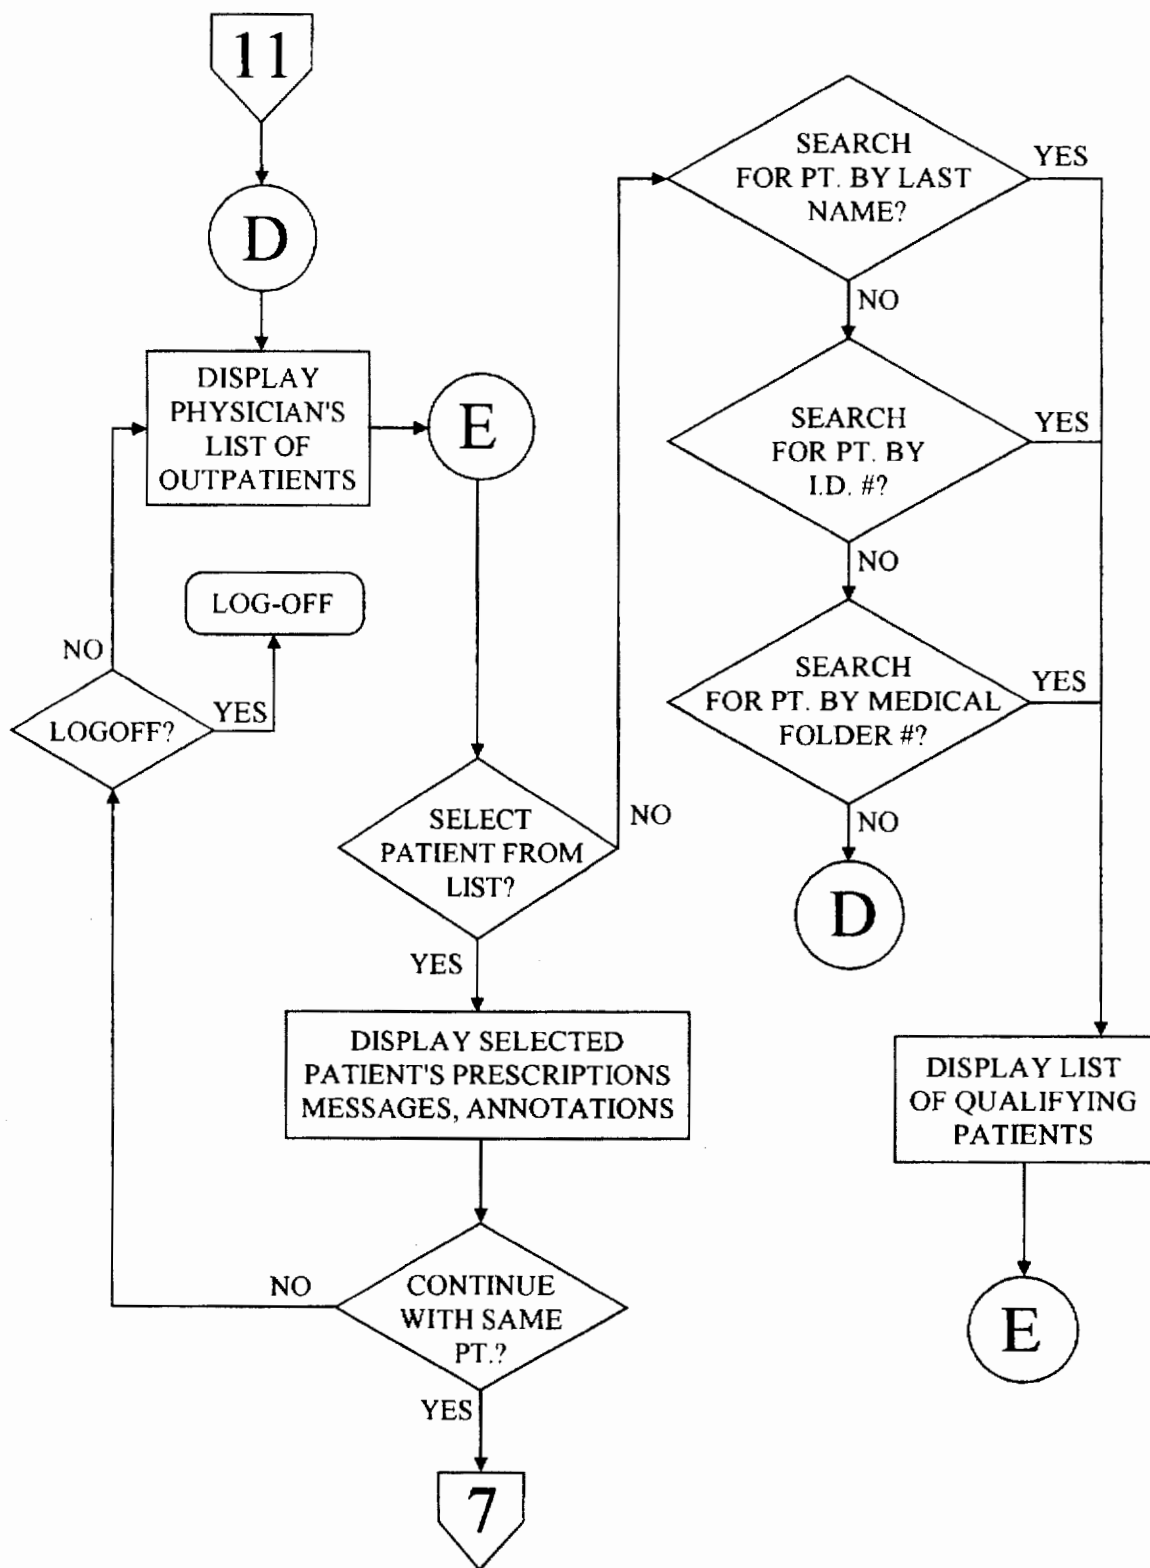 11
D
DISPLAY
PHYSICIAN'S
LIST OF
OUTPATIENTS
E
LOG-OFF
NO
LOGOFF?
YES
SELECT
PATIENT FROM
LIST?
NO
YES
DISPLAY SELECTED
PATIENT'S PRESCRIPTIONS
MESSAGES, ANNOTATIONS
CONTINUE
WITH SAME
PT.?
NO
YES
7
SEARCH
FOR PT. BY LAST
NAME?
YES
NO
SEARCH
FOR PT. BY
I.D. #?
YES
NO
SEARCH
FOR PT. BY MEDICAL
FOLDER #?
YES
NO
D
DISPLAY LIST
OF QUALIFYING
PATIENTS
E